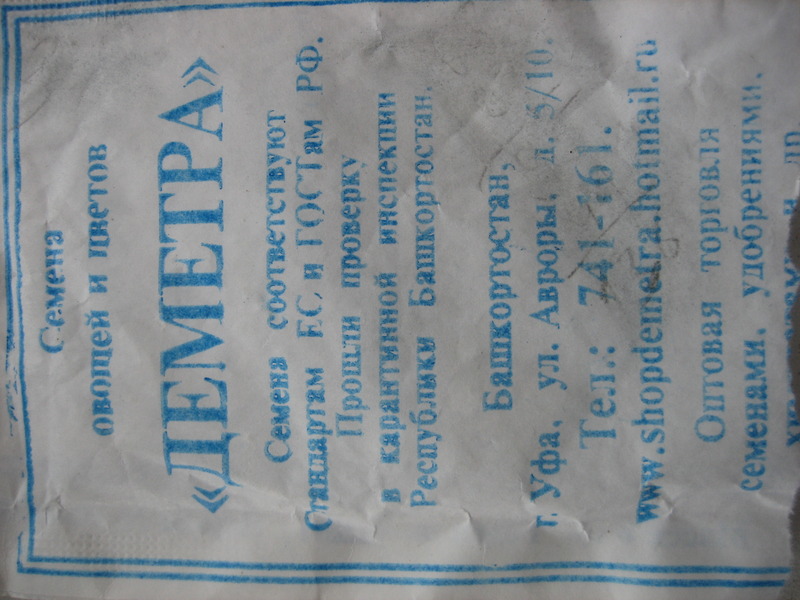 Семена
овощей и цветов
«ДЕМЕТРА»
Семена соответствуют
Стандартам ЕС и ГОСТам РФ.
Прошли проверку
в карантинной инспекции
Республики Башкортостан.
Башкортостан,
г. Уфа, ул. Авроры, д. 5/10.
Тел.: 741-161.
www.shopdemetra.hotmail.ru
Оптовая торговля
семенами, удобрениями,